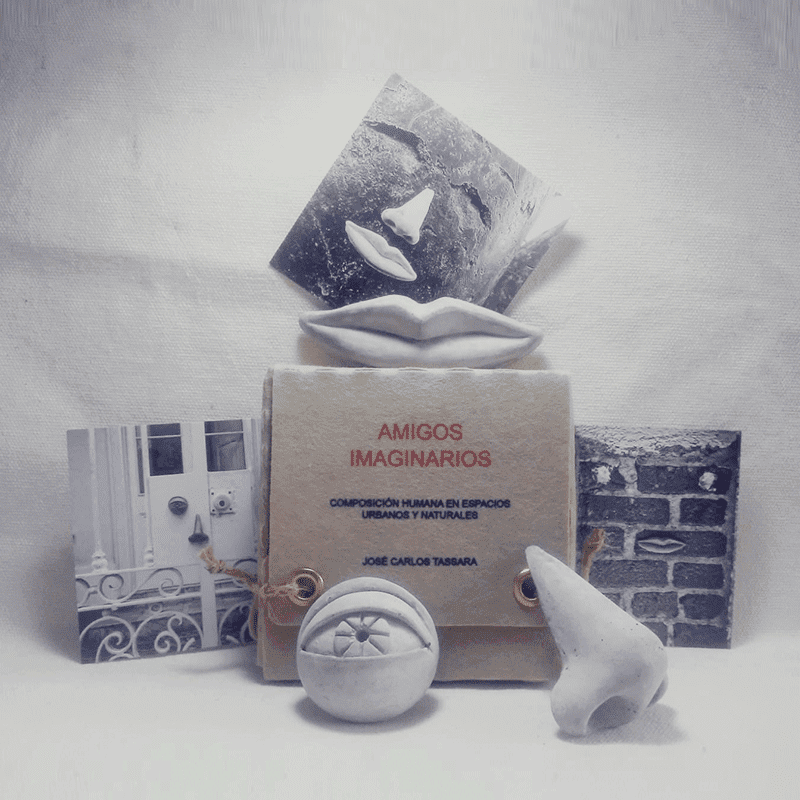 AMIGOS
IMAGINARIOS
COMPOSICIÓN HUMANA EN ESPACIOS
URBANOS Y NATURALES
JOSÉ CARLOS TASSARA